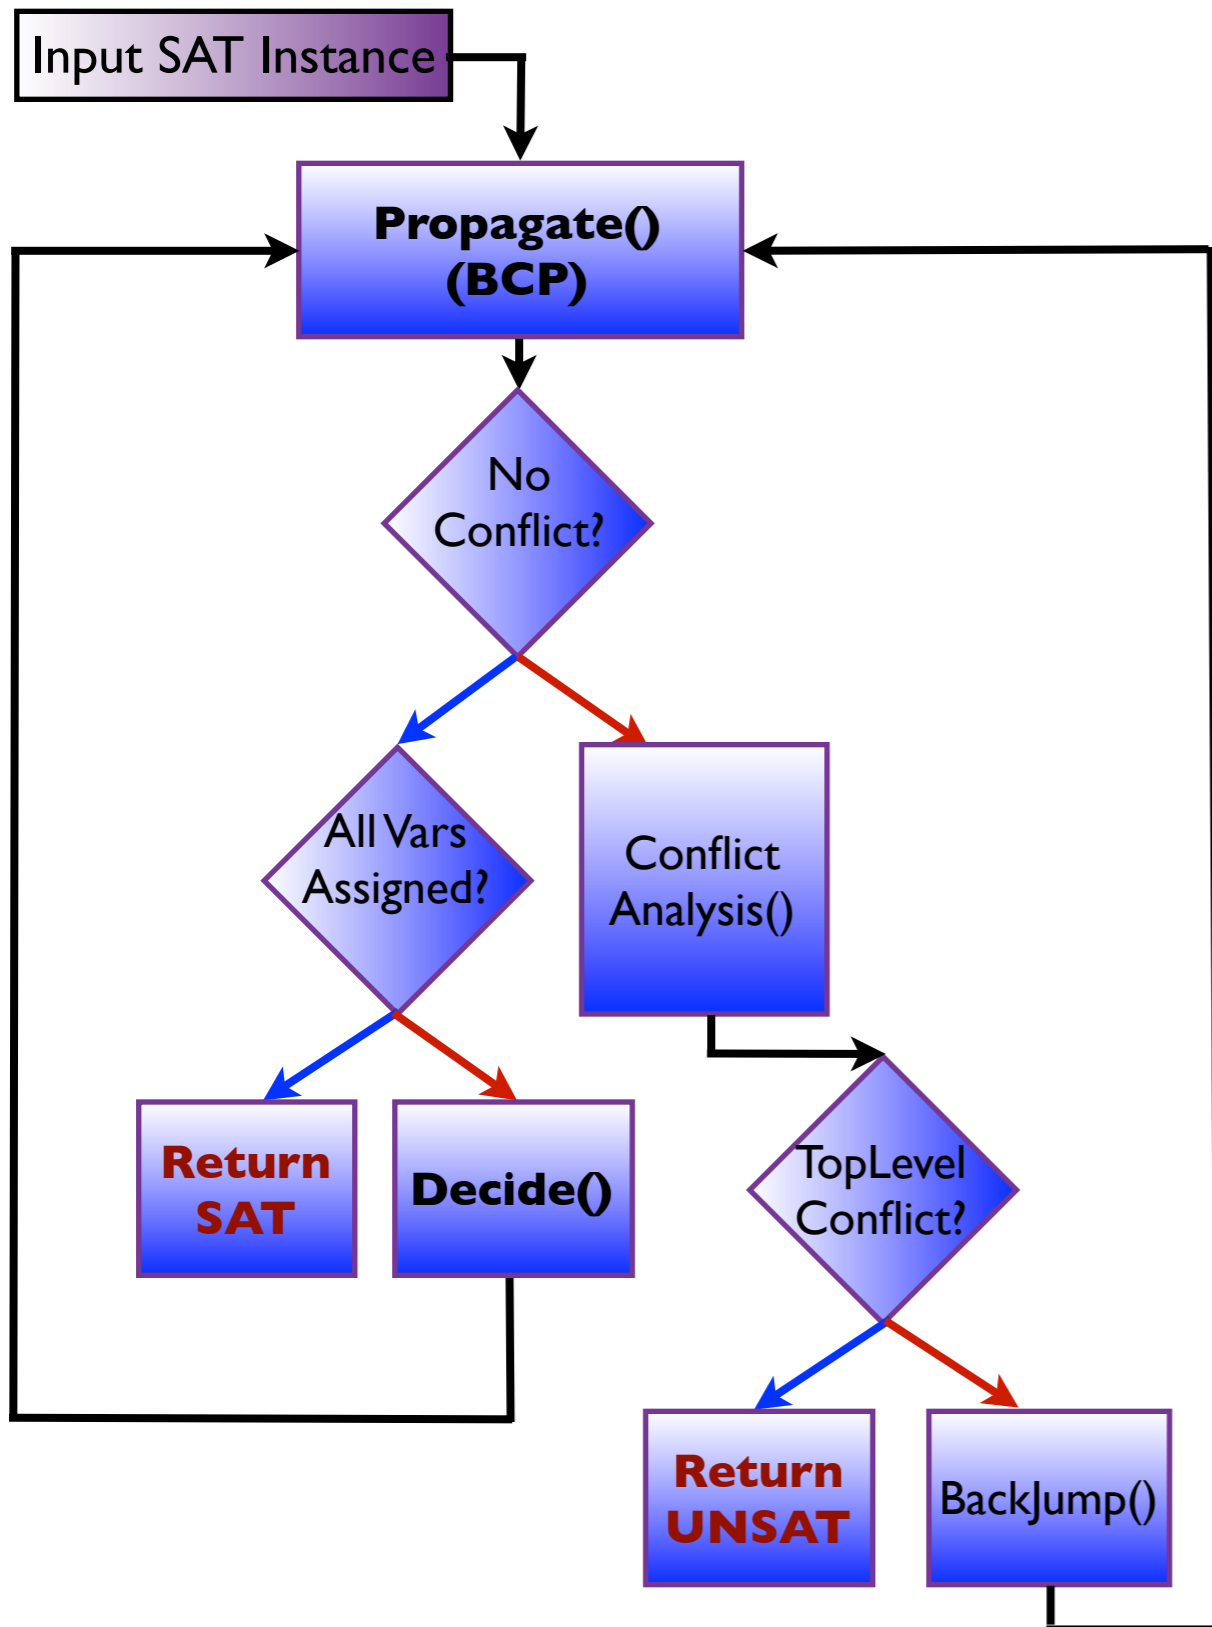 Input SAT Instance
Propagate()
(BCP)
No
Conflict?
All Vars
Assigned?
Conflict
Analysis()
Return
SAT
Decide()
TopLevel
Conflict?
Return
UNSAT
BackJump()